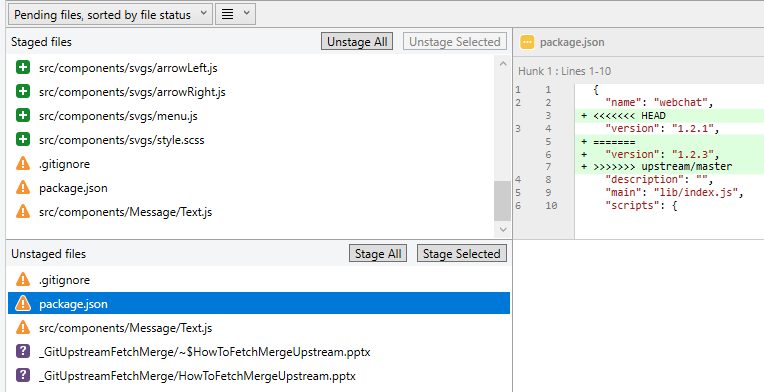 Pending files, sorted by file status
Staged files
Unstage All
Unstage Selected
src/components/svgs/arrowLeft.js
src/components/svgs/arrowRight.js
src/components/svgs/menu.js
src/components/svgs/style.scss
.gitignore
package.json
src/components/Message/Text.js
Unstaged files
Stage All
Stage Selected
.gitignore
package.json
src/components/Message/Text.js
? _GitUpstreamFetchMerge/~$HowToFetchMergeUpstream.pptx
? _GitUpstreamFetchMerge/HowToFetchMergeUpstream.pptx
package.json
Hunk 1 : Lines 1-10
1 1 {
2 2 "name": "webchat",
3 + <<<<<<< HEAD
3 4 "version": "1.2.1",
5 + =======
6 + "version": "1.2.3",
7 + >>>>>>> upstream/master
4 8 "description": "",
5 9 "main": "lib/index.js",
6 10 "scripts": {